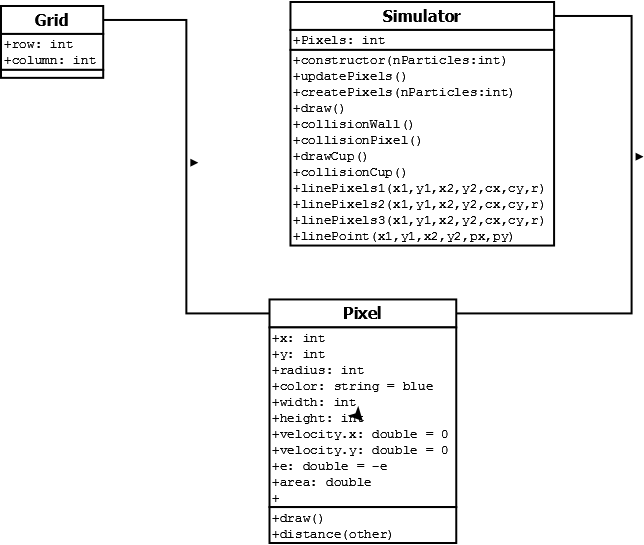 Grid
+row: int
+column: int
Simulator
+Pixels: int
+constructor(nParticles:int)
+updatePixels()
+createPixels(nParticles:int)
+draw()
+collisionWall()
+collisionPixel()
+drawCup()
+collisionCup()
+linePixels1(x1,y1,x2,y2,cx,cy,r)
+linePixels2(x1,y1,x2,y2,cx,cy,r)
+linePixels3(x1,y1,x2,y2,cx,cy,r)
+linePoint(x1,y1,x2,y2,px,py)
Pixel
+x: int
+y: int
+radius: int
+color: string = blue
+width: int
+height: int
+velocity.x: double = 0
+velocity.y: double = 0
+e: double = -e
+area: double
+
+draw()
+distance(other)